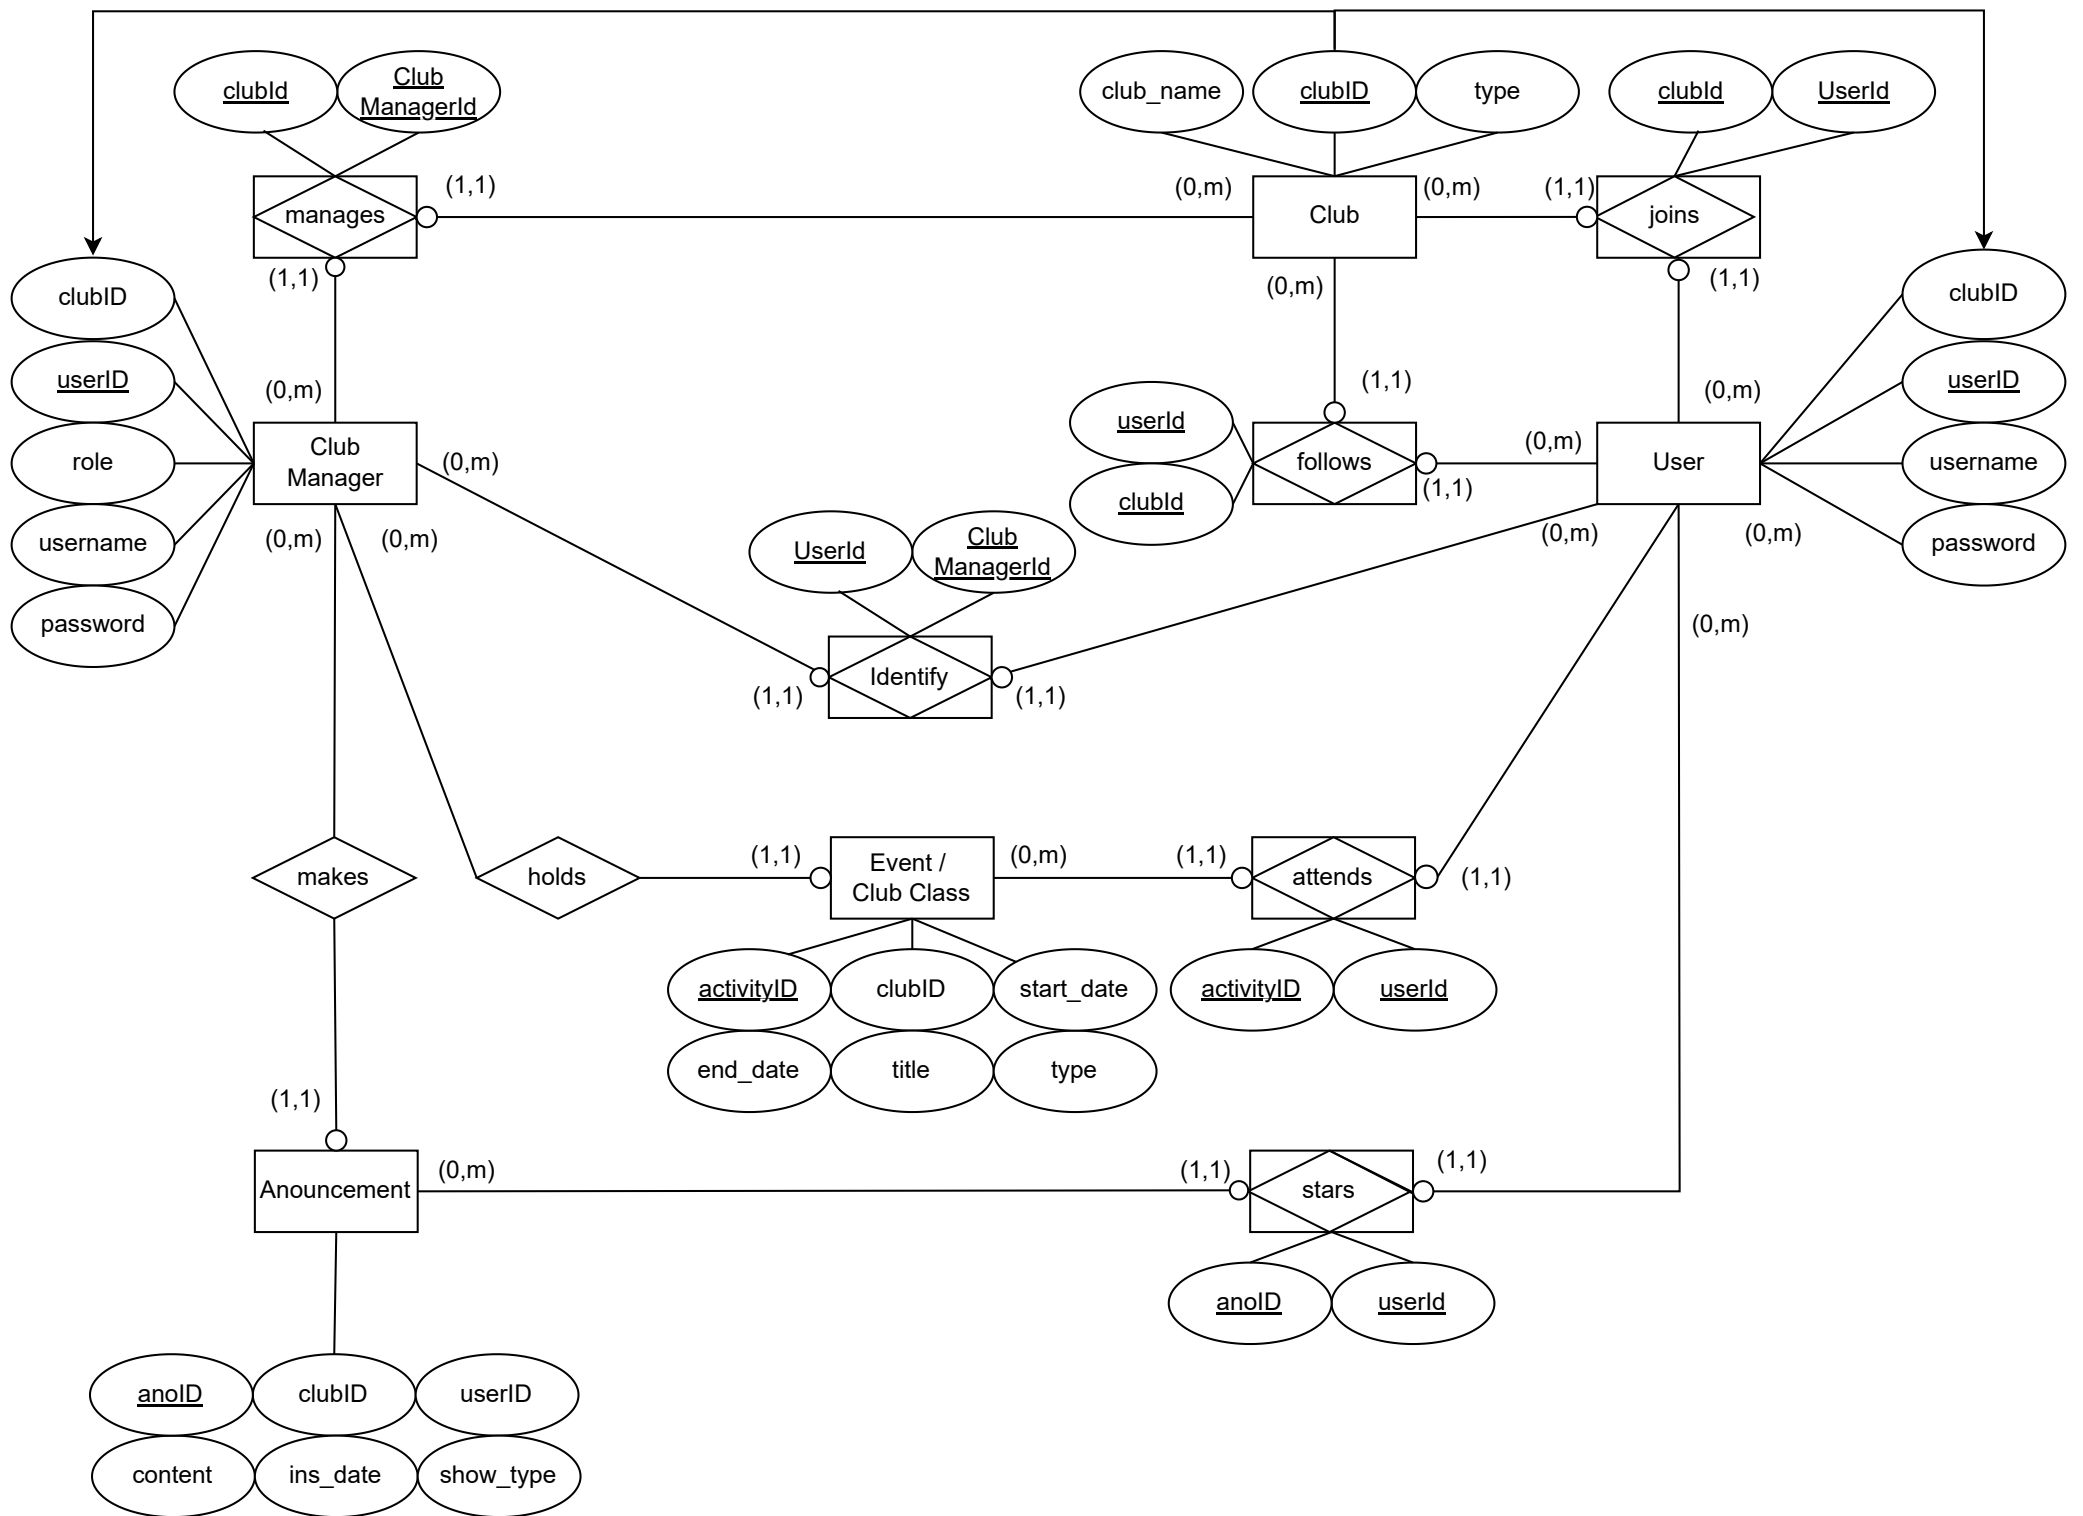 clubId
Club
ManagerId
club_name
clubID
type
clubId
UserId
(1,1)
(0,m)
(0,m)
(1,1)
manages
Club
joins
(1,1)
(0,m)
(1,1)
clubID
clubID
userID
(0,m)
(1,1)
(0,m)
userID
role
Club
Manager
(0,m)
userId
follows
(0,m)
User
username
clubId
(1,1)
username
(0,m)
(0,m)
UserId
Club
ManagerId
(0,m)
(0,m)
password
password
(0,m)
Identify
(1,1)
(1,1)
makes
holds
(1,1)
Event /
Club Class
(0,m)
(1,1)
attends
(1,1)
activityID
clubID
start_date
activityID
userId
end_date
title
type
(1,1)
Anouncement
(0,m)
(1,1)
stars
(1,1)
anoID
userId
anoID
clubID
userID
content
ins_date
show_type